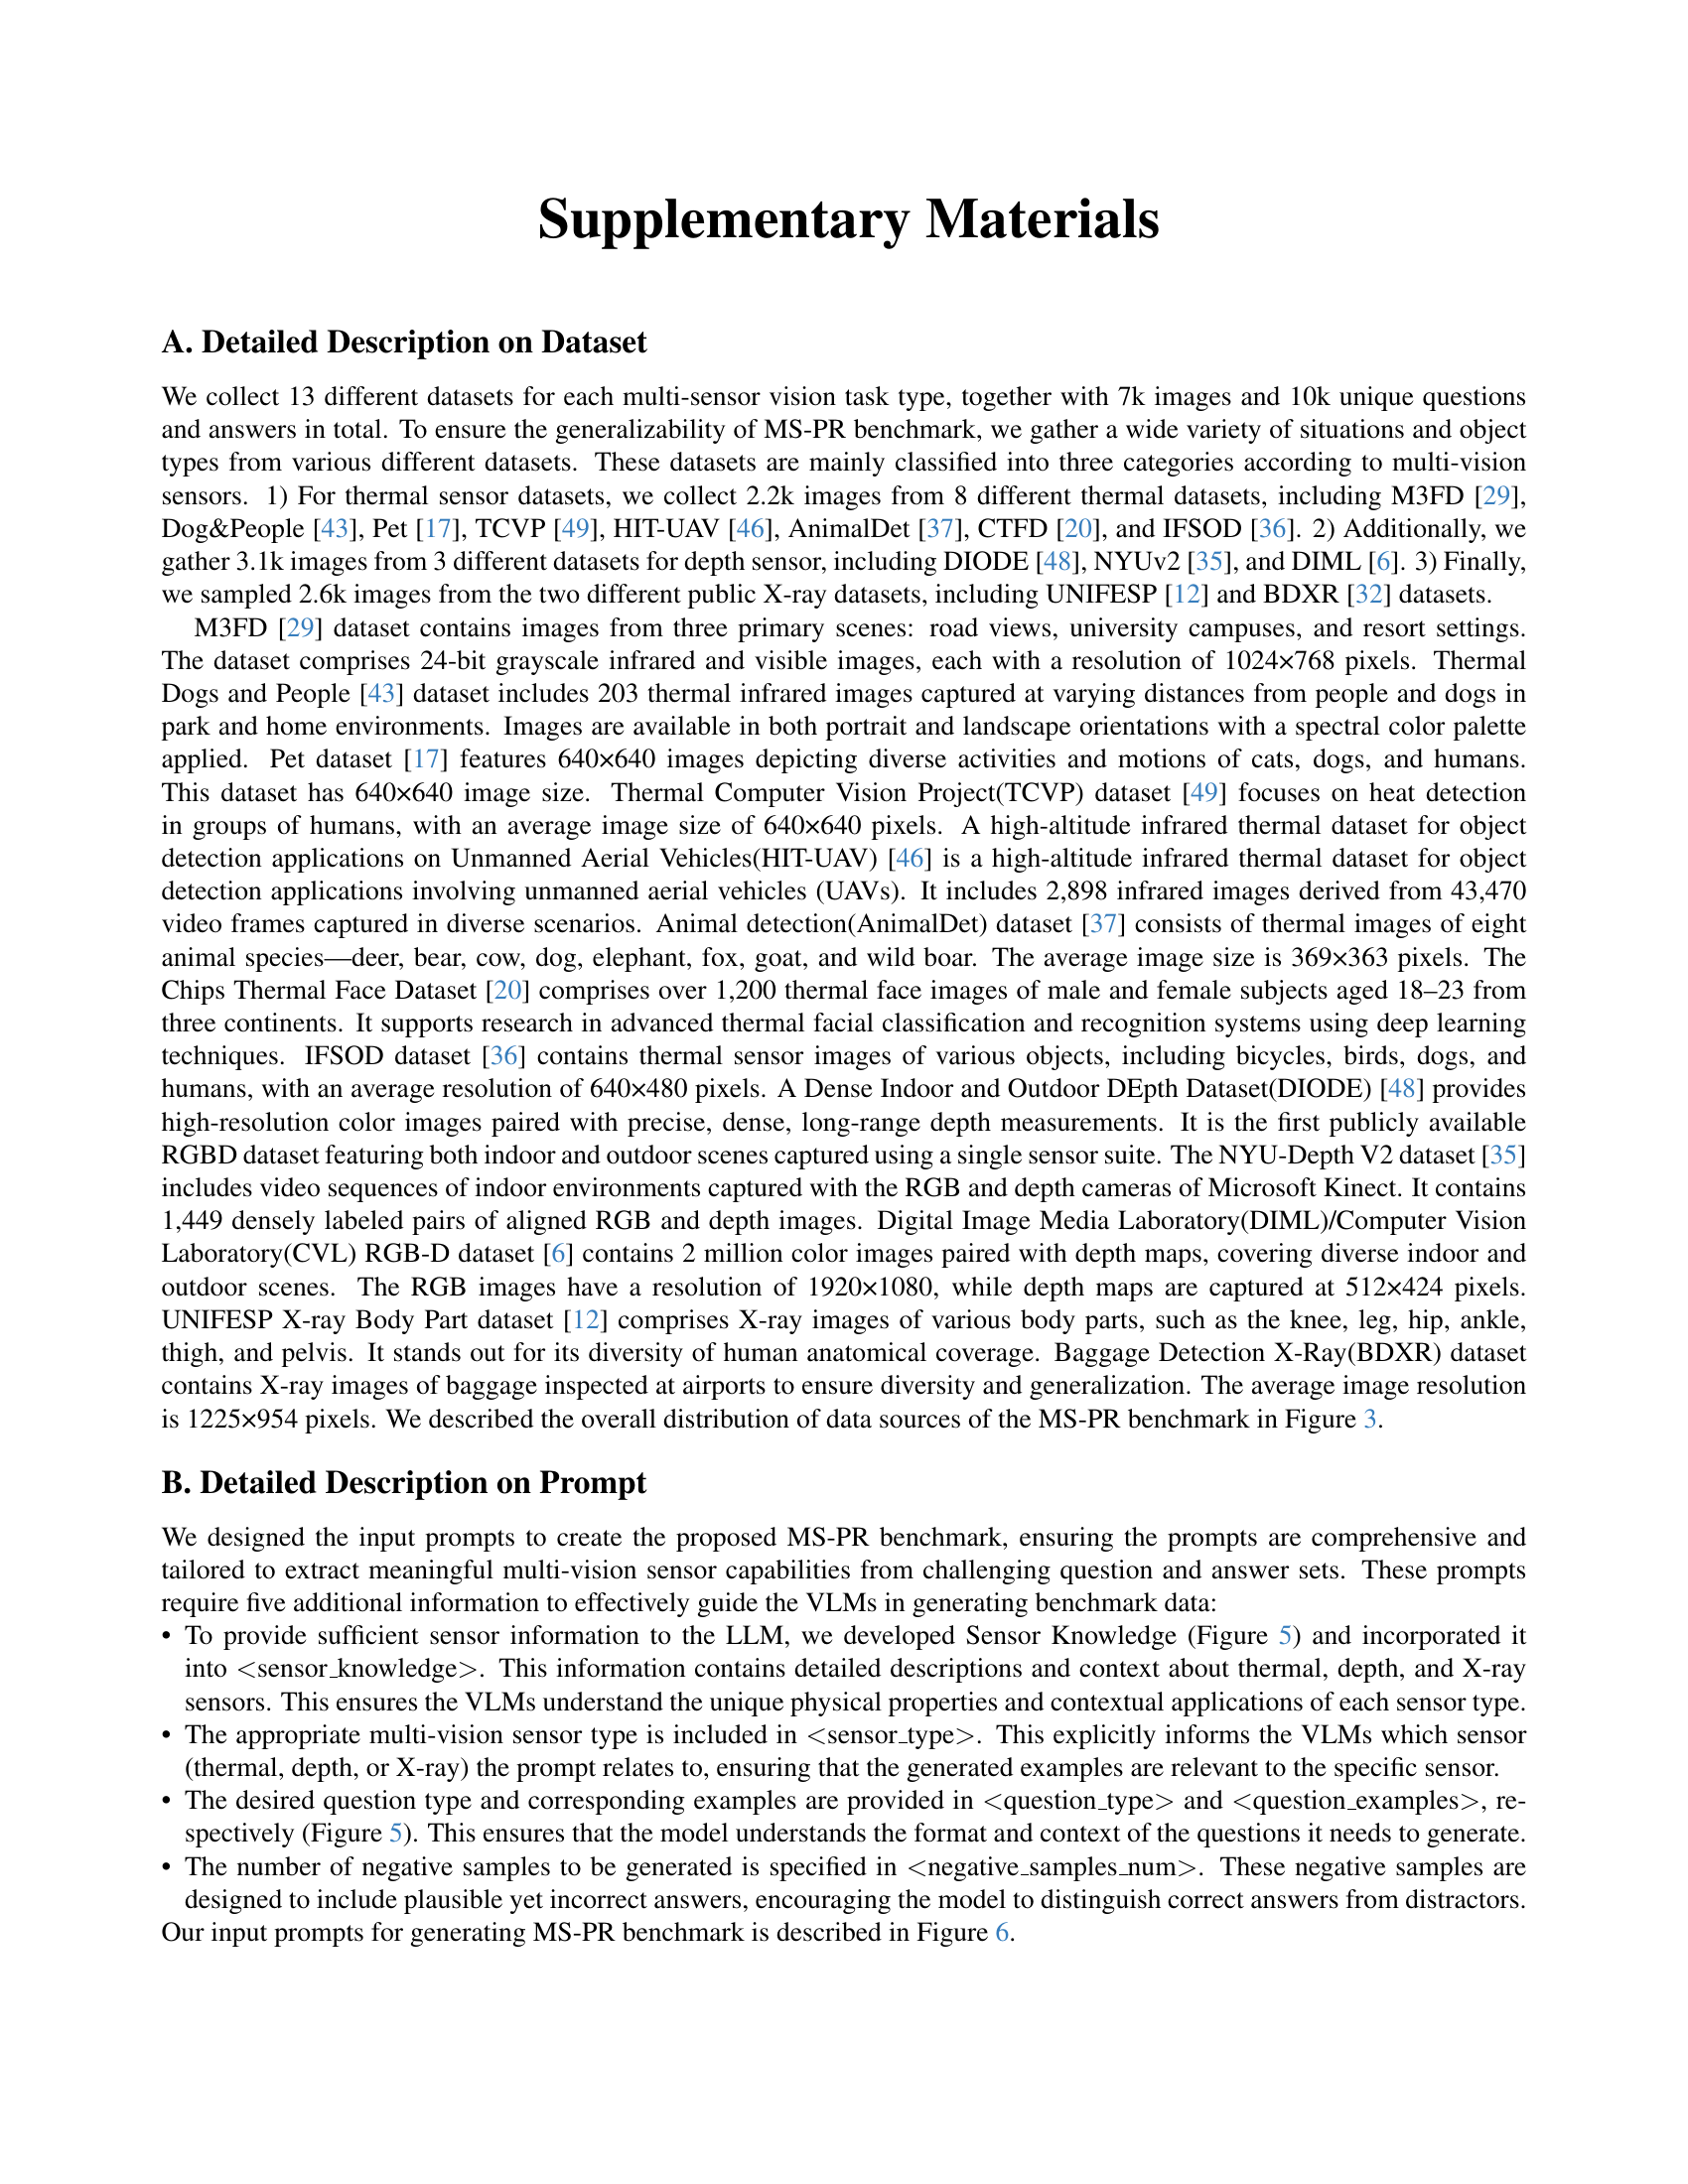 Supplementary Materials
A. Detailed Description on Dataset
We collect 13 different datasets for each multi-sensor vision task type, together with 7k images and 10k unique questions
and answers in total. To ensure the generalizability of MS-PR benchmark, we gather a wide variety of situations and object
types from various different datasets. These datasets are mainly classified into three categories according to multi-vision
sensors. 1) For thermal sensor datasets, we collect 2.2k images from 8 different thermal datasets, including M3FD [29],
Dog&People [43], Pet [17], TCVP [49], HIT-UAV [46], AnimalDet [37], CTFD [20], and IFSOD [36]. 2) Additionally, we
gather 3.1k images from 3 different datasets for depth sensor, including DIODE [48], NYUv2 [35], and DIML [6]. 3) Finally,
we sampled 2.6k images from the two different public X-ray datasets, including UNIFESP [12] and BDXR [32] datasets.
M3FD [29] dataset contains images from three primary scenes: road views, university campuses, and resort settings.
The dataset comprises 24-bit grayscale infrared and visible images, each with a resolution of 1024×768 pixels. Thermal
Dogs and People [43] dataset includes 203 thermal infrared images captured at varying distances from people and dogs in
park and home environments. Images are available in both portrait and landscape orientations with a spectral color palette
applied. Pet dataset [17] features 640×640 images depicting diverse activities and motions of cats, dogs, and humans.
This dataset has 640×640 image size. Thermal Computer Vision Project(TCVP) dataset [49] focuses on heat detection
in groups of humans, with an average image size of 640×640 pixels. A high-altitude infrared thermal dataset for object
detection applications on Unmanned Aerial Vehicles(HIT-UAV) [46] is a high-altitude infrared thermal dataset for object
detection applications involving unmanned aerial vehicles (UAVs). It includes 2,898 infrared images derived from 43,470
video frames captured in diverse scenarios. Animal detection(AnimalDet) dataset [37] consists of thermal images of eight
animal species—deer, bear, cow, dog, elephant, fox, goat, and wild boar. The average image size is 369×363 pixels. The
Chips Thermal Face Dataset [20] comprises over 1,200 thermal face images of male and female subjects aged 18–23 from
three continents. It supports research in advanced thermal facial classification and recognition systems using deep learning
techniques. IFSOD dataset [36] contains thermal sensor images of various objects, including bicycles, birds, dogs, and
humans, with an average resolution of 640×480 pixels. A Dense Indoor and Outdoor DEpth Dataset(DIODE) [48] provides
high-resolution color images paired with precise, dense, long-range depth measurements. It is the first publicly available
RGBD dataset featuring both indoor and outdoor scenes captured using a single sensor suite. The NYU-Depth V2 dataset [35]
includes video sequences of indoor environments captured with the RGB and depth cameras of Microsoft Kinect. It contains
1,449 densely labeled pairs of aligned RGB and depth images. Digital Image Media Laboratory(DIML)/Computer Vision
Laboratory(CVL) RGB-D dataset [6] contains 2 million color images paired with depth maps, covering diverse indoor and
outdoor scenes. The RGB images have a resolution of 1920×1080, while depth maps are captured at 512×424 pixels.
UNIFESP X-ray Body Part dataset [12] comprises X-ray images of various body parts, such as the knee, leg, hip, ankle,
thigh, and pelvis. It stands out for its diversity of human anatomical coverage. Baggage Detection X-Ray(BDXR) dataset
contains X-ray images of baggage inspected at airports to ensure diversity and generalization. The average image resolution
is 1225×954 pixels. We described the overall distribution of data sources of the MS-PR benchmark in Figure 3.
B. Detailed Description on Prompt
We designed the input prompts to create the proposed MS-PR benchmark, ensuring the prompts are comprehensive and
tailored to extract meaningful multi-vision sensor capabilities from challenging question and answer sets. These prompts
require five additional information to effectively guide the VLMs in generating benchmark data:
• To provide sufficient sensor information to the LLM, we developed Sensor Knowledge (Figure 5) and incorporated it
into <sensor_knowledge>. This information contains detailed descriptions and context about thermal, depth, and X-ray
sensors. This ensures the VLMs understand the unique physical properties and contextual applications of each sensor type.
• The appropriate multi-vision sensor type is included in <sensor_type>. This explicitly informs the VLMs which sensor
(thermal, depth, or X-ray) the prompt relates to, ensuring that the generated examples are relevant to the specific sensor.
• The desired question type and corresponding examples are provided in <question_type> and <question_examples>, re-
spectively (Figure 5). This ensures that the model understands the format and context of the questions it needs to generate.
• The number of negative samples to be generated is specified in <negative_samples_num>. These negative samples are
designed to include plausible yet incorrect answers, encouraging the model to distinguish correct answers from distractors.
Our input prompts for generating MS-PR benchmark is described in Figure 6.